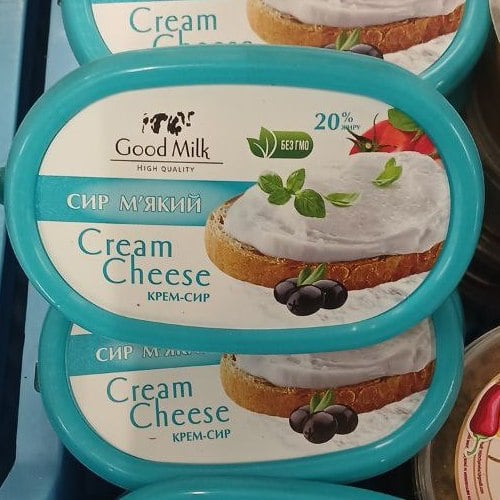 Cream
Cheese
Good Milk
HIGH QUALITY
БЕЗ ГМО
20%
жиру
СИР М'ЯКИЙ
Cream
Cheese
КРЕМ-СИР
СИР М'ЯКИЙ
Cream
Cheese
КРЕМ-СИР